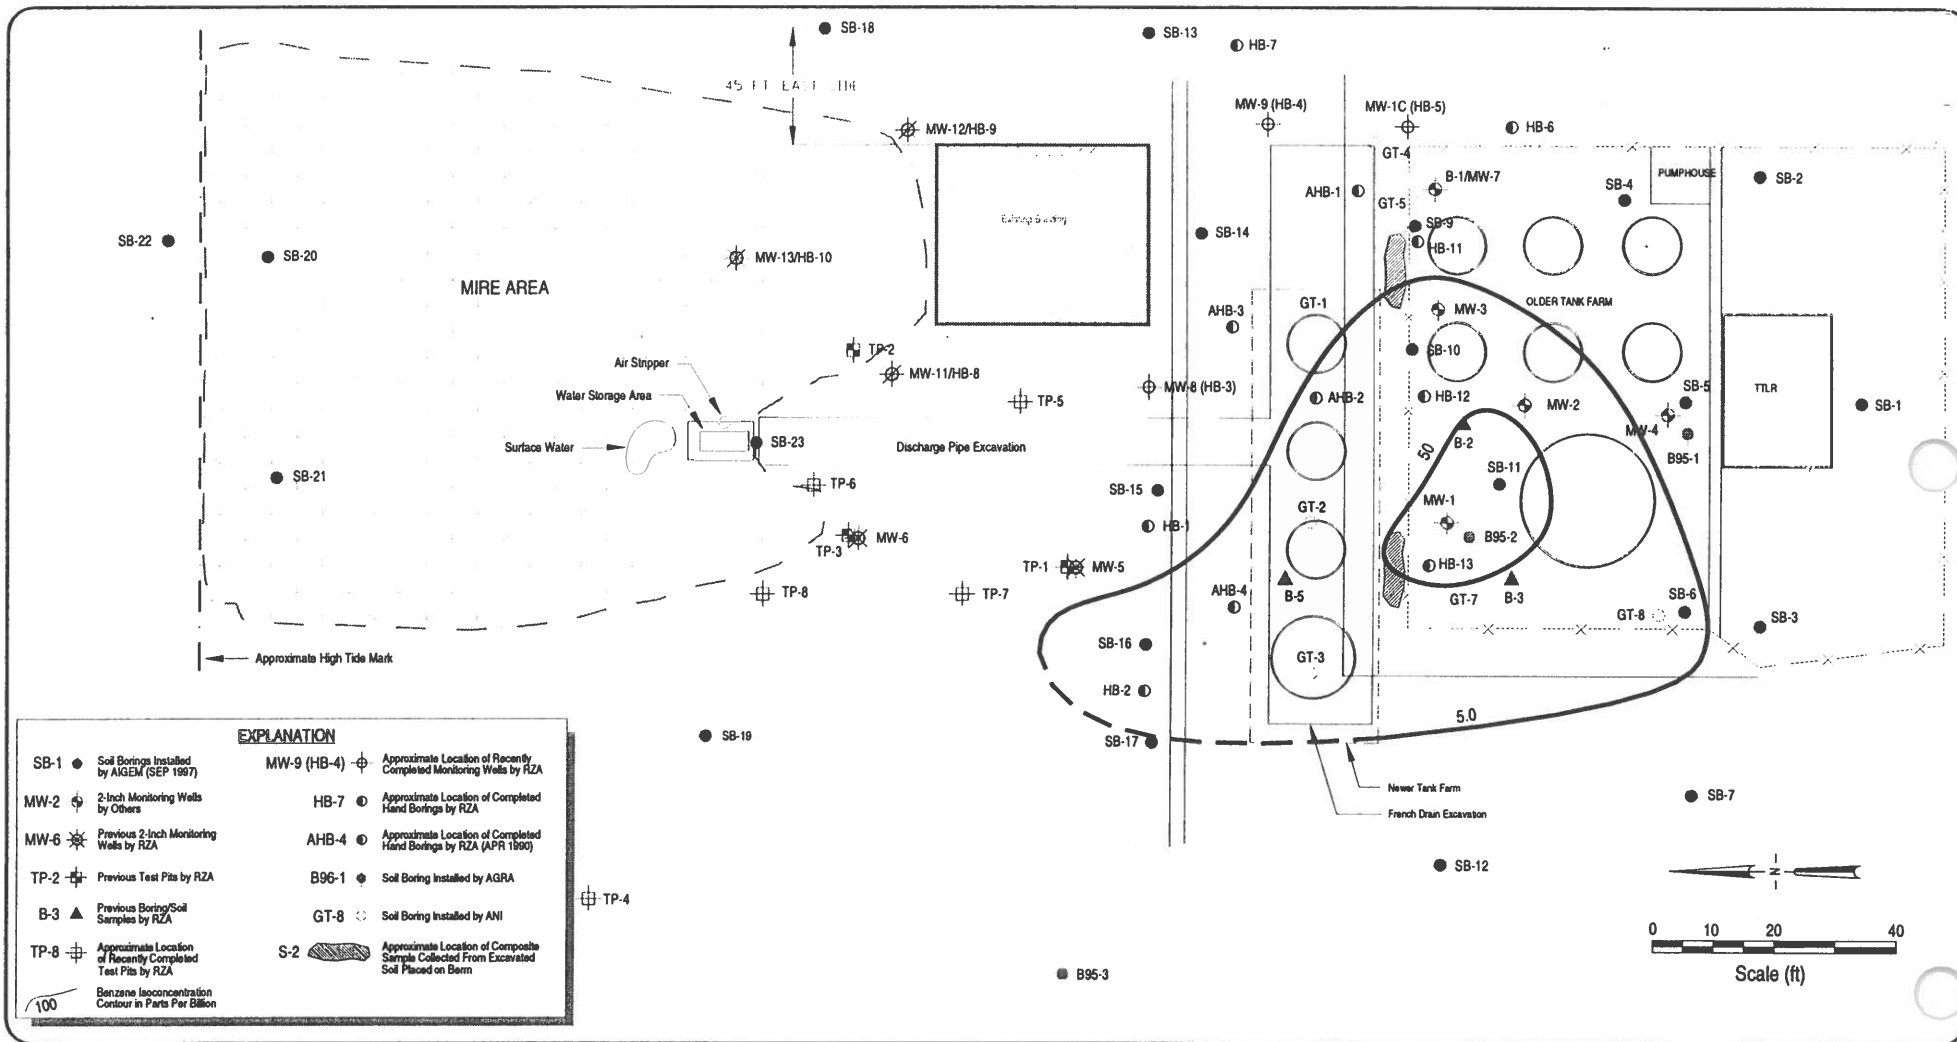 SB-18
SB-13
HB-7
45 FT EAST
MW-12/HB-9
MW-9 (HB-4)
MW-1C (HB-5)
HB-6
GT-4
AHB-1
B-1/MW-7
GT-5
SB-4
PUMPHOUSE
SB-2
Existing Building
SB-22
SB-20
MW-13/HB-10
SB-14
SB-9
HB-11
MIRE AREA
GT-1
OLDER TANK FARM
AHB-3
MW-3
TP-2
SB-10
Air Stripper
MW-11/HB-8
MW-8 (HB-3)
Water Storage Area
TP-5
AHB-2
HB-12
MW-2
SB-5
TTLR
SB-1
MW-4
Surface Water
SB-23
Discharge Pipe Excavation
50
B-2
B95-1
SB-21
TP-6
SB-15
SB-11
GT-2
MW-1
HB-1
TP-3
MW-6
B95-2
TP-1
MW-5
HB-13
TP-8
TP-7
AHB-4
B-5
GT-7
B-3
GT-8
SB-6
SB-3
SB-16
GT-3
Approximate High Tide Mark
HB-2
5.0
SB-19
SB-17
Newer Tank Farm
French Drain Excavation
SB-7
SB-12
TP-4
B95-3
N
0 10 20 40
Scale (ft)
EXPLANATION
SB-1 Soil Borings Installed
by AIGEM (SEP 1997)
MW-2 2-Inch Monitoring Wells
by Others
MW-6 Previous 2-Inch Monitoring
Wells by RZA
TP-2 Previous Test Pits by RZA
B-3 Previous Boring/Soil
Samples by RZA
TP-8 Approximate Location
of Recently Completed
Test Pits by RZA
100 Benzene Isoconcentration
Contour in Parts Per Billion
MW-9 (HB-4) Approximate Location of Recently
Completed Monitoring Wells by RZA
HB-7 Approximate Location of Completed
Hand Borings by RZA
AHB-4 Approximate Location of Completed
Hand Borings by RZA (APR 1990)
B96-1 Soil Boring Installed by AGRA
GT-8 Soil Boring Installed by ANI
S-2 Approximate Location of Composite
Sample Collected From Excavated
Soil Placed on Berm